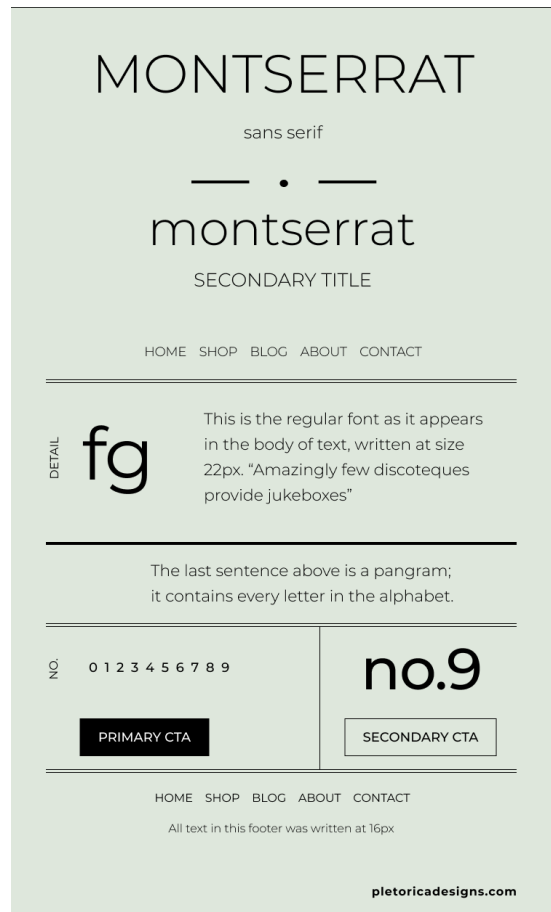 MONTSERRAT
sans serif
montserrat
SECONDARY TITLE
HOME SHOP BLOG ABOUT CONTACT
DETAIL
fg
This is the regular font as it appears
in the body of text, written at size
22px. “Amazingly few discoteques
provide jukeboxes”
The last sentence above is a pangram;
it contains every letter in the alphabet.
NO.
0 1 2 3 4 5 6 7 8 9
no.9
PRIMARY CTA
SECONDARY CTA
HOME SHOP BLOG ABOUT CONTACT
All text in this footer was written at 16px
pletoricadesigns.com